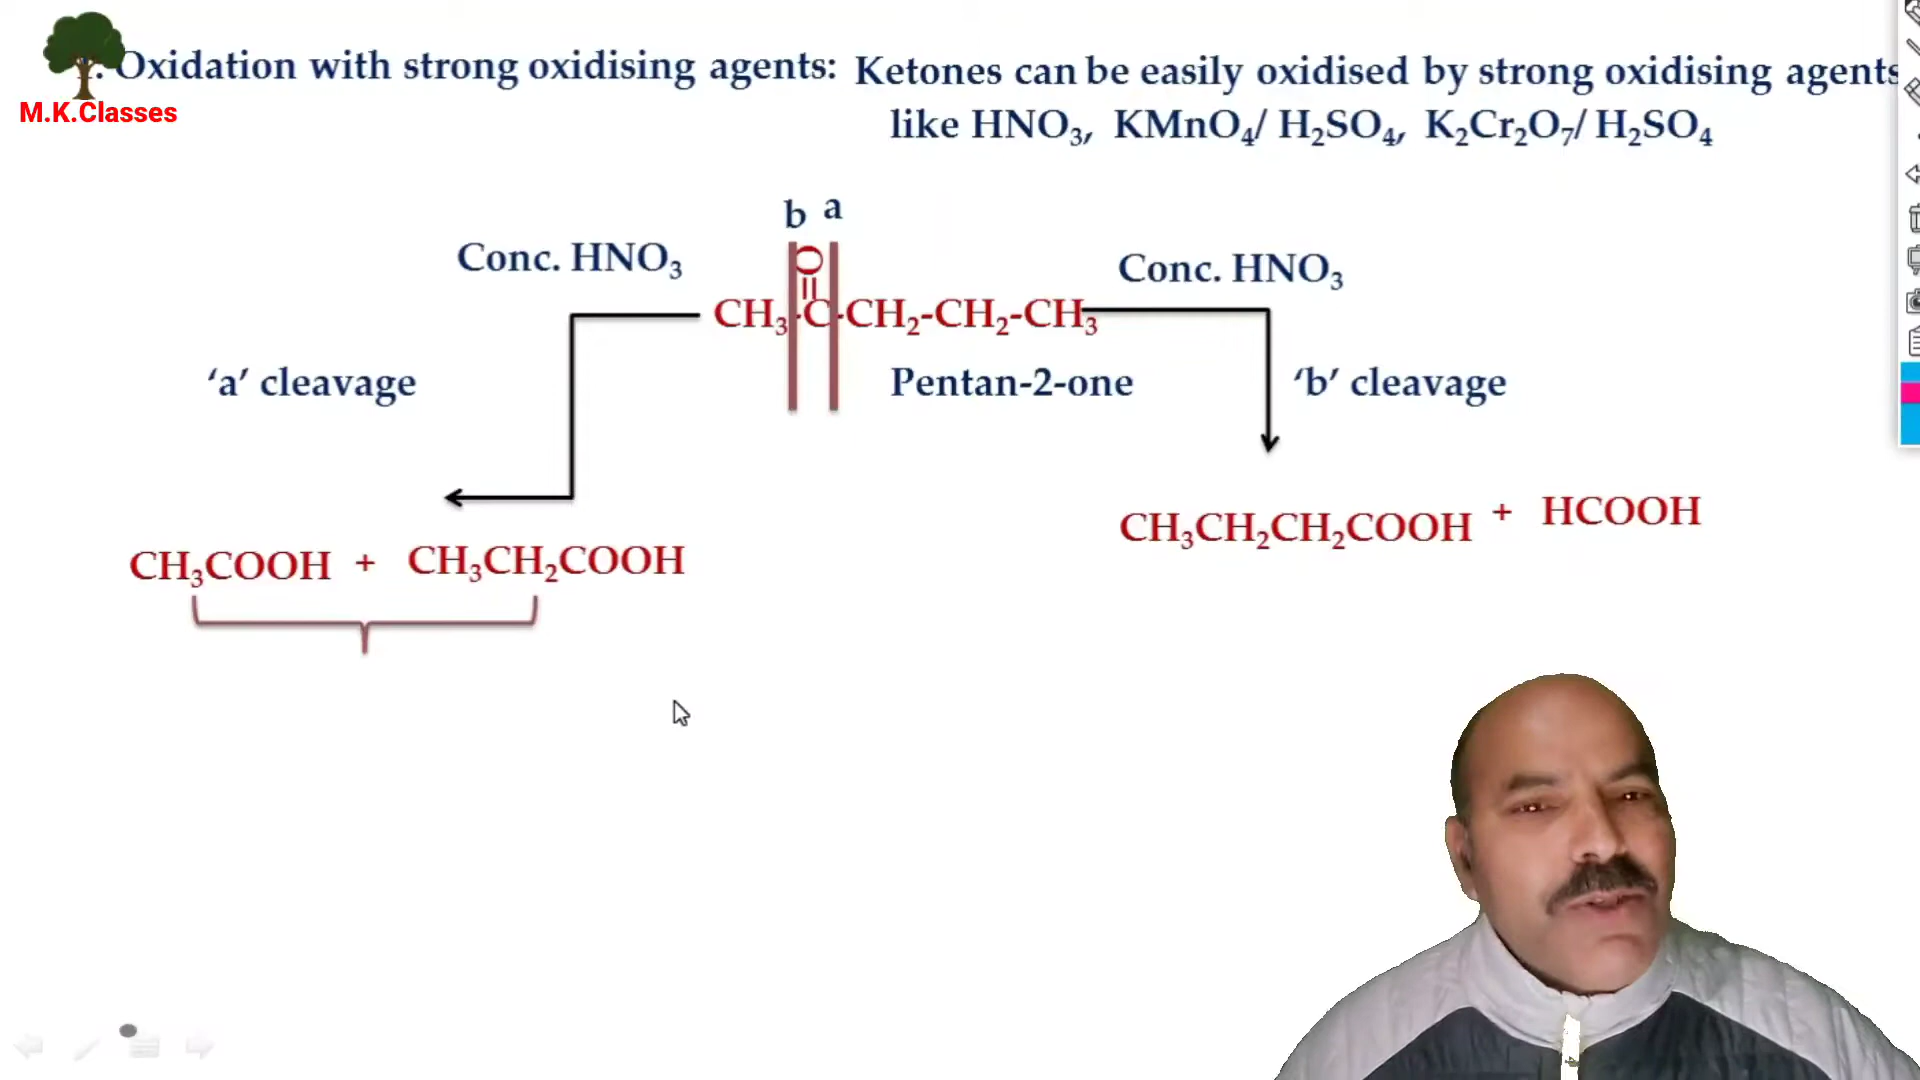 . Oxidation with strong oxidising agents: Ketones can be easily oxidised by strong oxidising agents
M.K.Classes
like HNO₃, KMnO₄/ H₂SO₄, K₂Cr₂O₇/ H₂SO₄
b a
Conc. HNO₃
Conc. HNO₃
O
CH₃-C-CH₂-CH₂-CH₃
‘a’ cleavage
Pentan-2-one
‘b’ cleavage
CH₃CH₂CH₂COOH + HCOOH
CH₃COOH + CH₃CH₂COOH